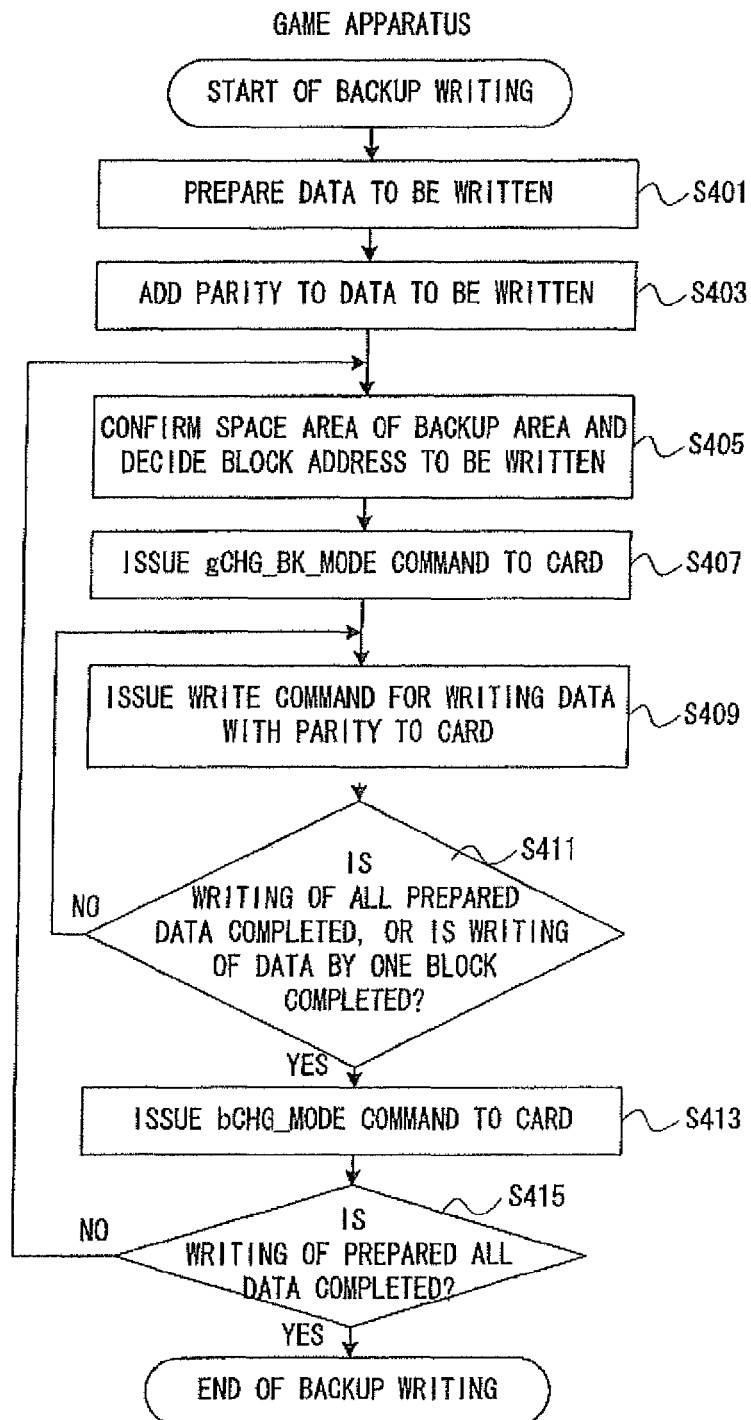 GAME APPARATUS
START OF BACKUP WRITING
PREPARE DATA TO BE WRITTEN
S401
ADD PARITY TO DATA TO BE WRITTEN
S403
CONFIRM SPACE AREA OF BACKUP AREA AND
DECIDE BLOCK ADDRESS TO BE WRITTEN
S405
ISSUE gCHG_BK_MODE COMMAND TO CARD
S407
ISSUE WRITE COMMAND FOR WRITING DATA
WITH PARITY TO CARD
S409
S411
IS
WRITING OF ALL PREPARED
DATA COMPLETED, OR IS WRITING
OF DATA BY ONE BLOCK
COMPLETED?
NO
YES
ISSUE bCHG_MODE COMMAND TO CARD
S413
S415
IS
WRITING OF PREPARED ALL
DATA COMPLETED?
NO
YES
END OF BACKUP WRITING